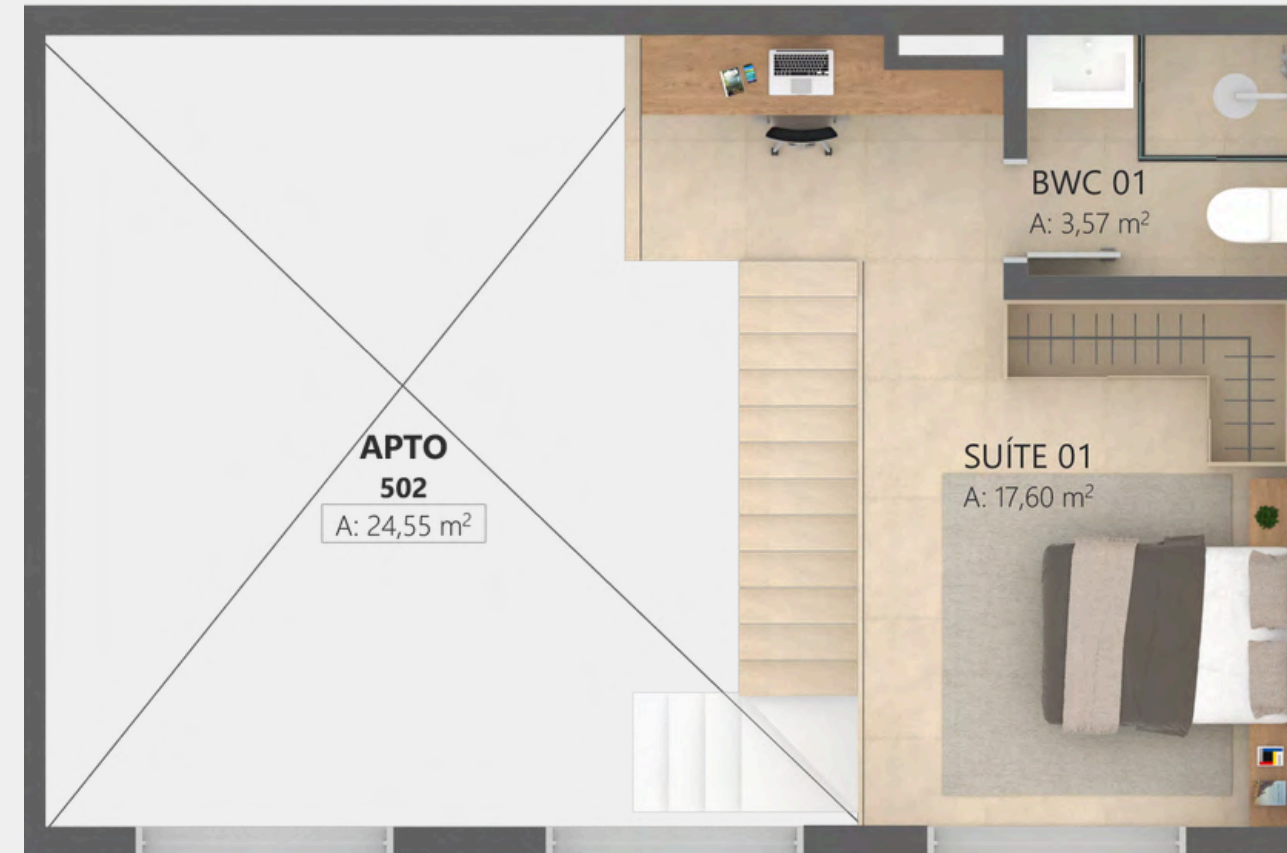 BWC 01
A: 3,57 m²
APTO
502
A: 24,55 m²
SUÍTE 01
A: 17,60 m²